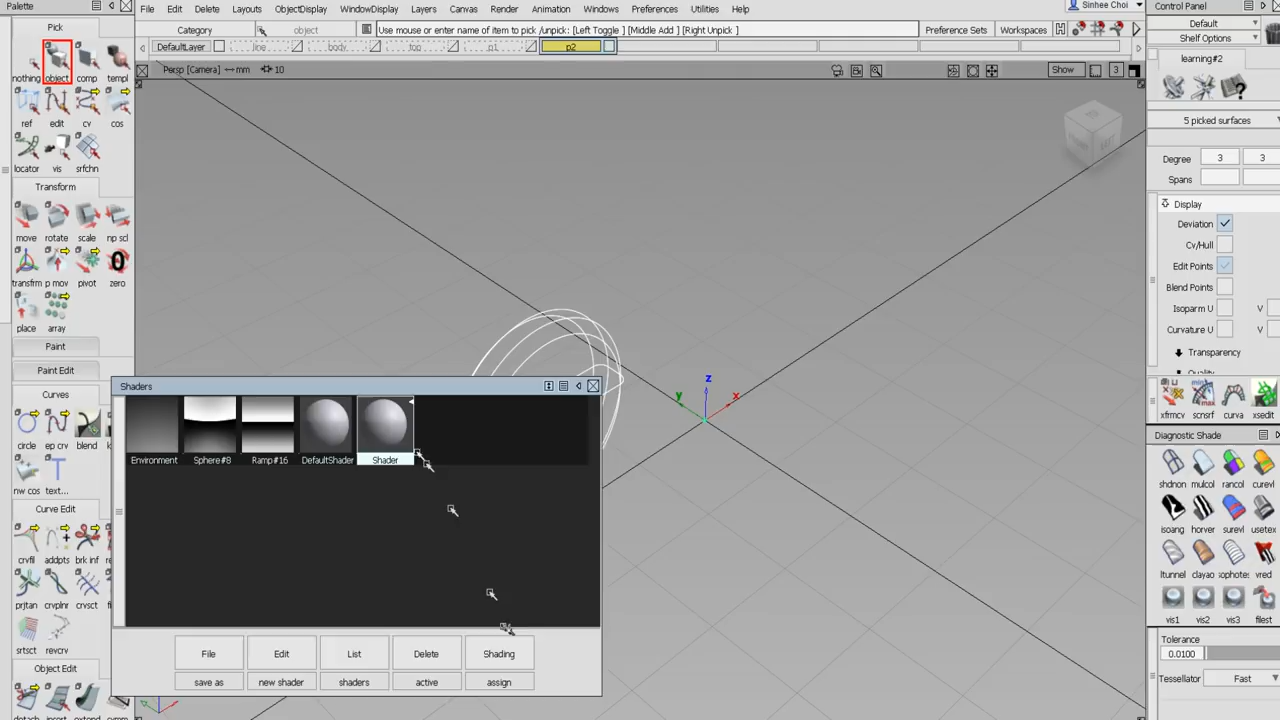 Palette
File Edit Delete Layouts ObjectDisplay WindowDisplay Layers Canvas Render Animation Windows Preferences Utilities Help
Sinhee Choi
Control Panel
Category object Use mouse or enter name of item to pick /unpick: [Left Toggle ] [Middle Add ] [Right Unpick ] Preference Sets Workspaces
DefaultLayer line body top p1 p2
Persp [Camera] mm 10 Show 3
Pick
nothing object comp templ
ref edit cv cos
locator vis srfchn
Transform
move rotate scale np scl
transfrm p mov pivot zero
place array
Paint
Paint Edit
Curves
circle ep crv blend
nw cos text...
Curve Edit
crvfil addpts brk inf
prjtan crvplnr crvsct
srtsct revcrv
Object Edit
z
y x
Shaders
Environment Sphere#8 Ramp#16 DefaultShader Shader
File Edit List Delete Shading
save as new shader shaders active assign
Default
Shelf Options
learning#2
5 picked surfaces
Degree 3 3
Spans
Display
Deviation
Cv/Hull
Edit Points
Blend Points
Isoparm U V
Curvature U V
Transparency
xfrmcv scnsrf curva xsedit
Diagnostic Shade
shdnon mulcol rancol curevl
isoang horver surevl usetex
ltunnel clayao isophotes vred
vis1 vis2 vis3 filest
Tolerance
0.0100
Tessellator Fast